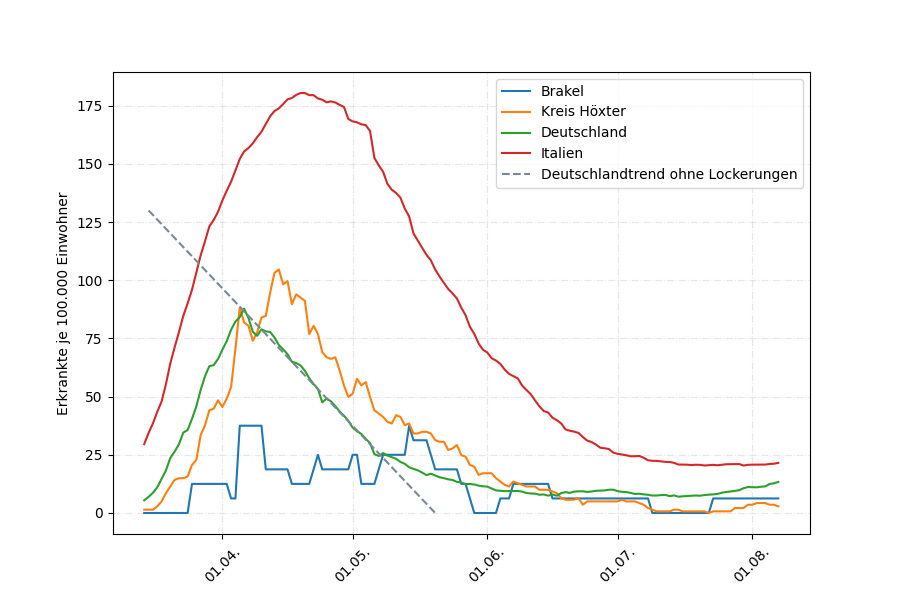 Brakel
Kreis Höxter
Deutschland
Italien
Deutschlandtrend ohne Lockerungen
Erkrankte je 100.000 Einwohner
175
150
125
100
75
50
25
0
01.04.
01.05.
01.06.
01.07.
01.08.